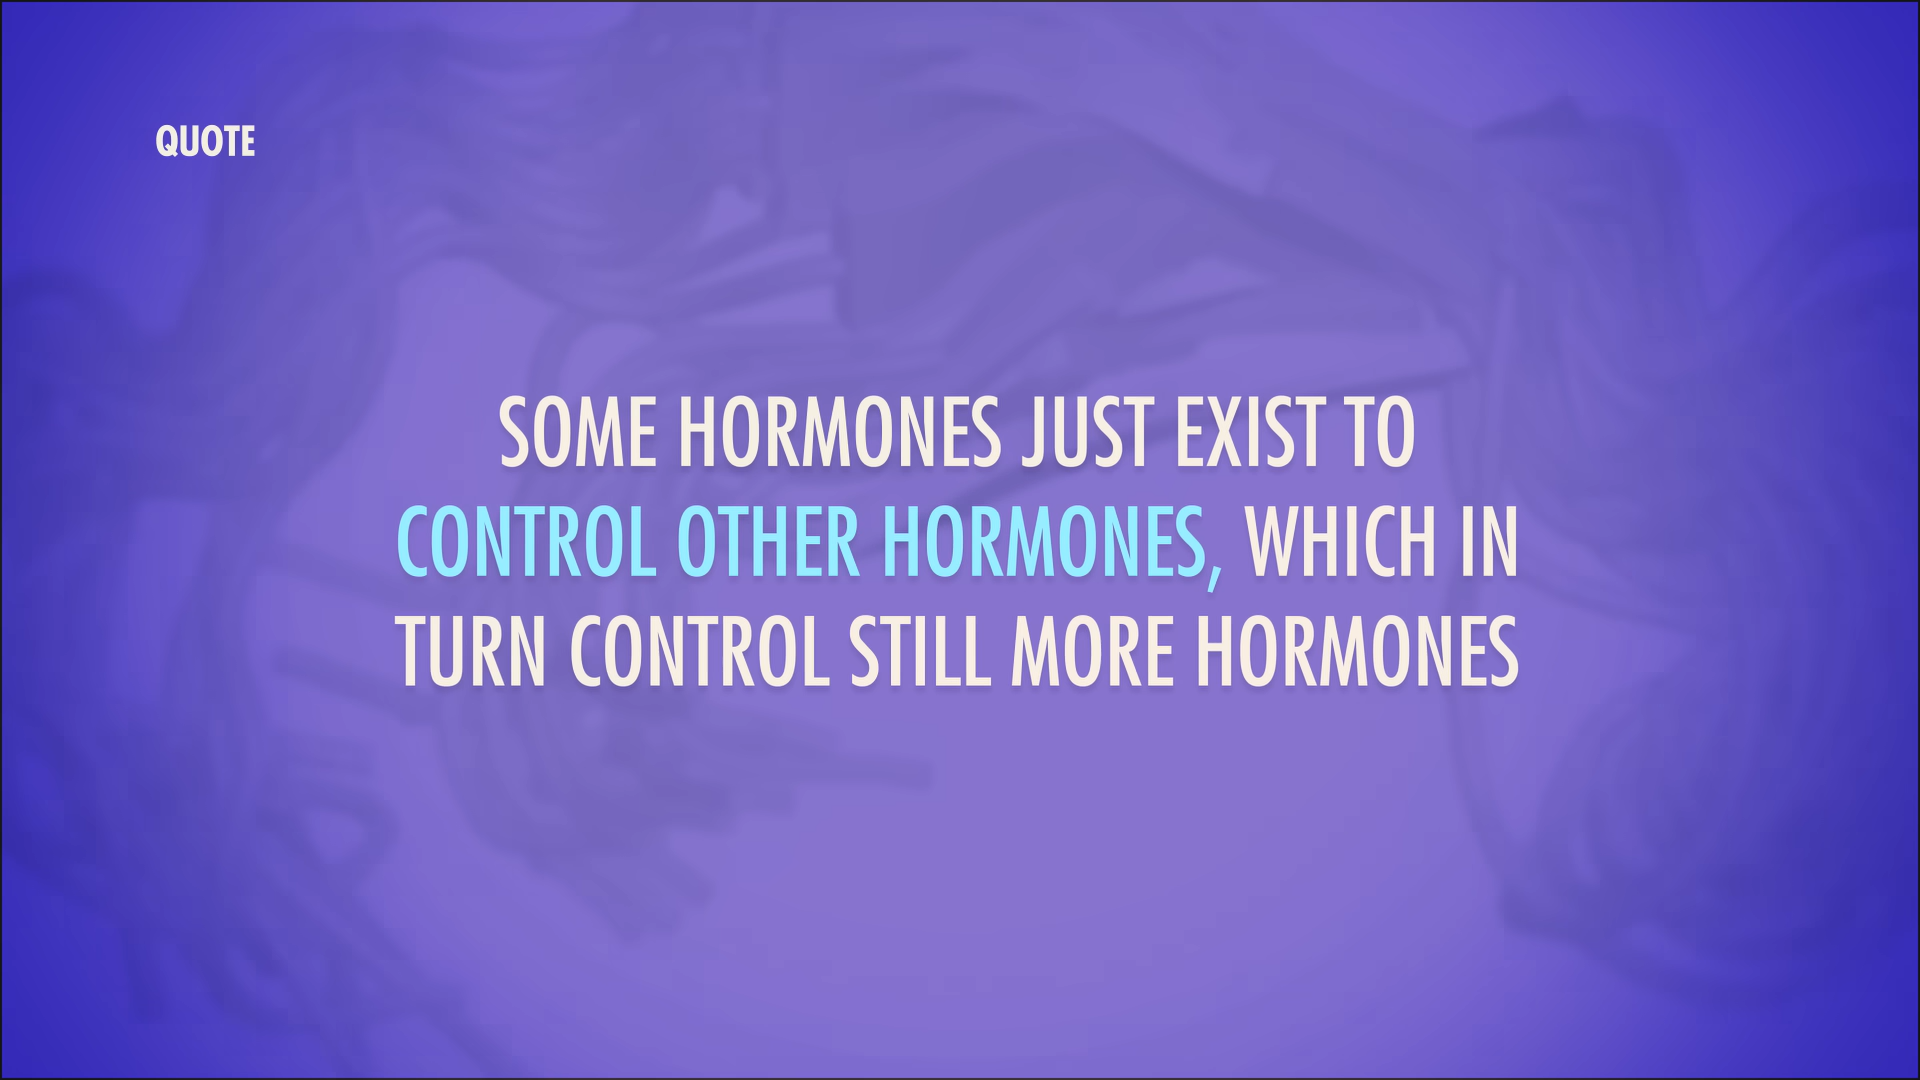 QUOTE
SOME HORMONES JUST EXIST TO
CONTROL OTHER HORMONES, WHICH IN
TURN CONTROL STILL MORE HORMONES